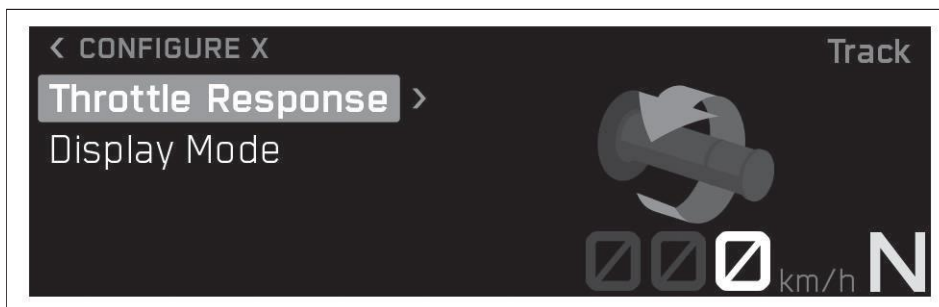 < CONFIGURE X
Track
Throttle Response >
Display Mode
000 km/h N